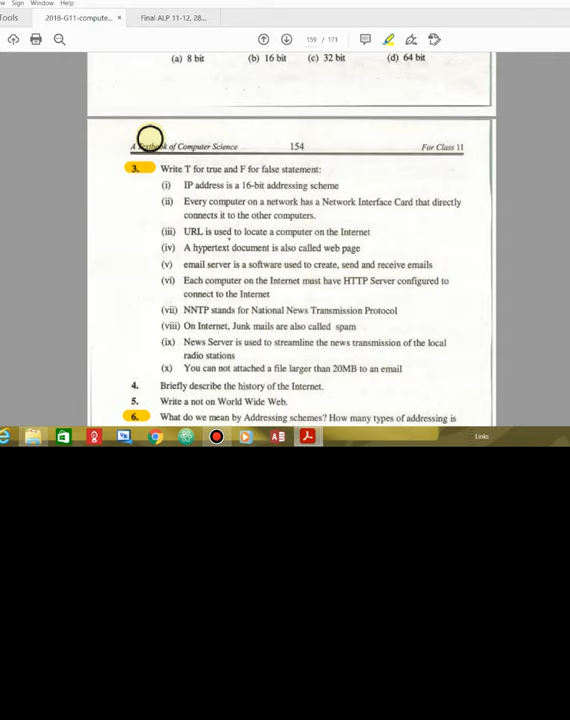 Sign Window Help
Tools 2018-G11-compute... × Final ALP 11-12, 28...
159 / 171
(a) 8 bit (b) 16 bit (c) 32 bit (d) 64 bit
A Textbook of Computer Science 154 For Class 11
3. Write T for true and F for false statement:
(i) IP address is a 16-bit addressing scheme
(ii) Every computer on a network has a Network Interface Card that directly
connects it to the other computers.
(iii) URL is used to locate a computer on the Internet
(iv) A hypertext document is also called web page
(v) email server is a software used to create, send and receive emails
(vi) Each computer on the Internet must have HTTP Server configured to
connect to the Internet
(vii) NNTP stands for National News Transmission Protocol
(viii) On Internet, Junk mails are also called spam
(ix) News Server is used to streamline the news transmission of the local
radio stations
(x) You can not attached a file larger than 20MB to an email
4. Briefly describe the history of the Internet.
5. Write a not on World Wide Web.
6. What do we mean by Addressing schemes? How many types of addressing is
Links